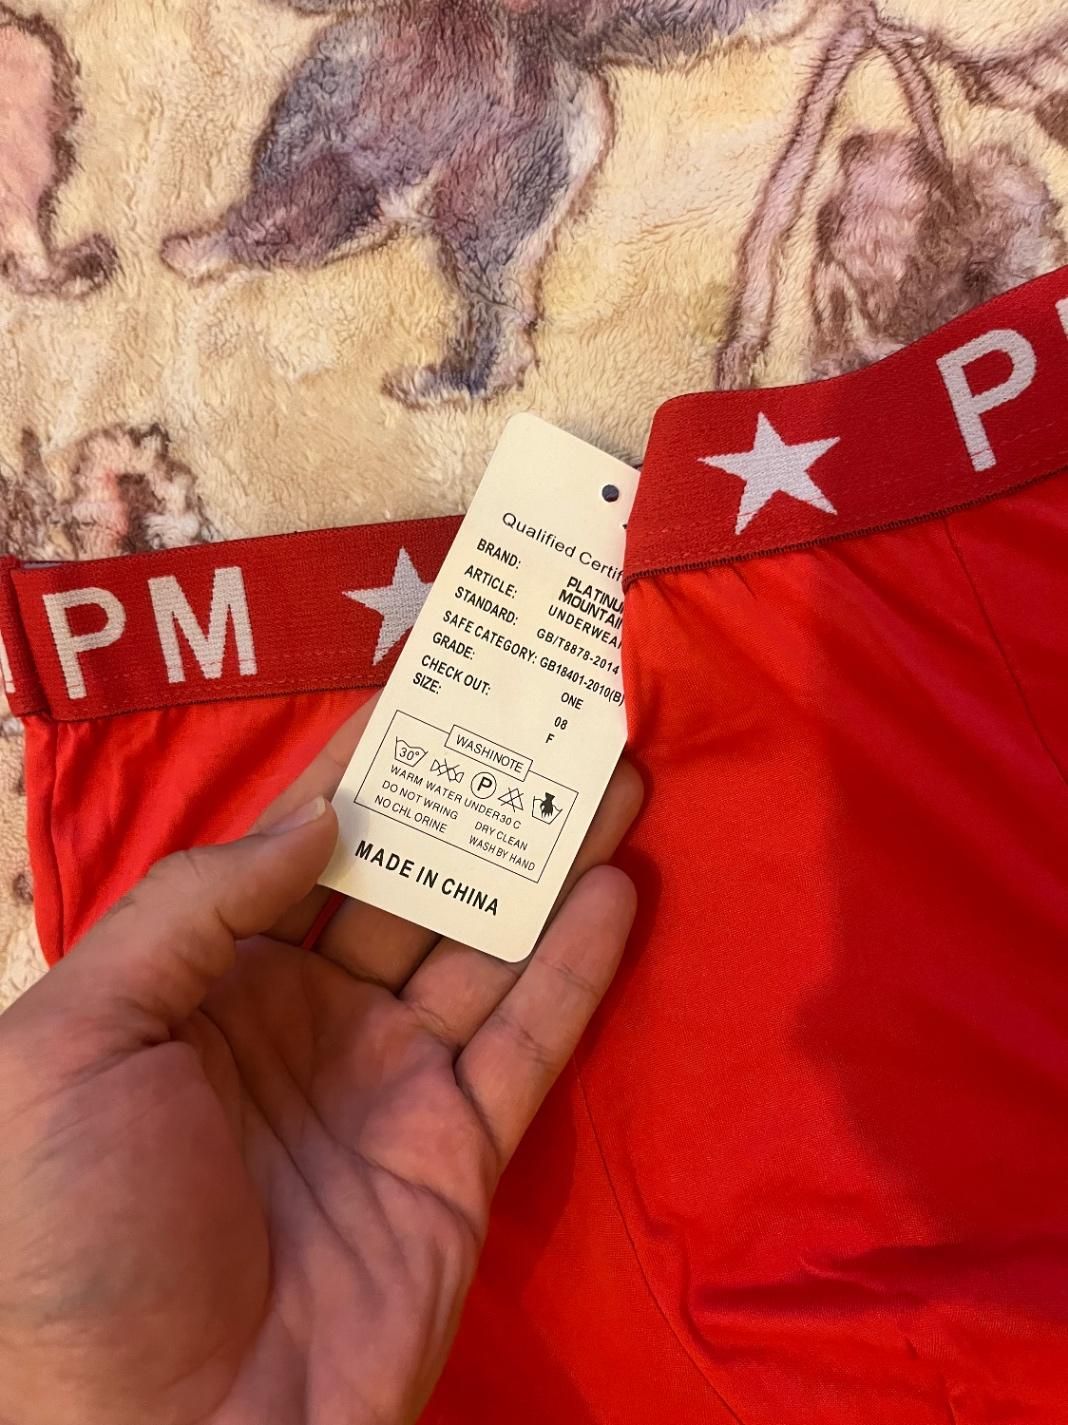 PM
P
Qualified Certif
BRAND: PLATINU
MOUNTAI
ARTICLE: UNDERWEA
STANDARD: GB/T8878-2014
SAFE CATEGORY: GB18401-2010(B)
GRADE: ONE
CHECK OUT: 08
SIZE: F
WASHINOTE
30°
P
WARM WATER UNDER30 C
DO NOT WRING DRY CLEAN
NO CHL ORINE WASH BY HAND
MADE IN CHINA